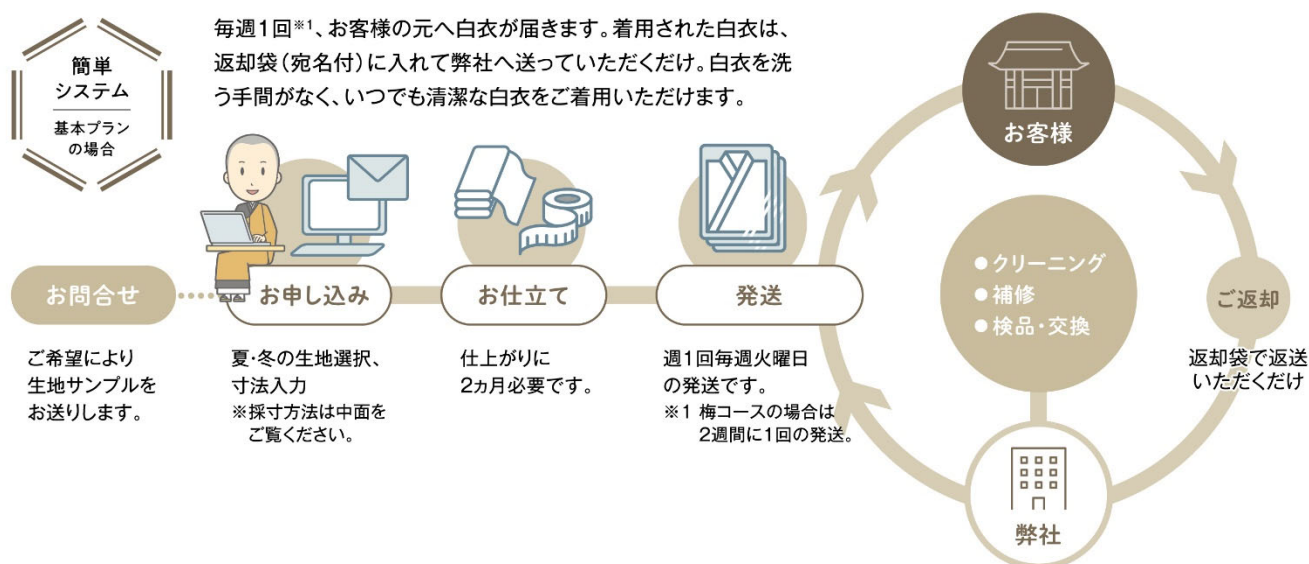 簡単
システム
基本プラン
の場合
毎週1回※1、お客様の元へ白衣が届きます。着用された白衣は、
返却袋(宛名付)に入れて弊社へ送っていただくだけ。白衣を洗
う手間がなく、いつでも清潔な白衣をご着用いただけます。
お問合せ
ご希望により
生地サンプルを
お送りします。
お申し込み
夏・冬の生地選択、
寸法入力
※採寸方法は中面を
ご覧ください。
お仕立て
仕上がりに
2ヵ月必要です。
発送
週1回毎週火曜日
の発送です。
※1 梅コースの場合は
2週間に1回の発送。
お客様
●クリーニング
●補修
●検品・交換
ご返却
返却袋で返送
いただくだけ
弊社